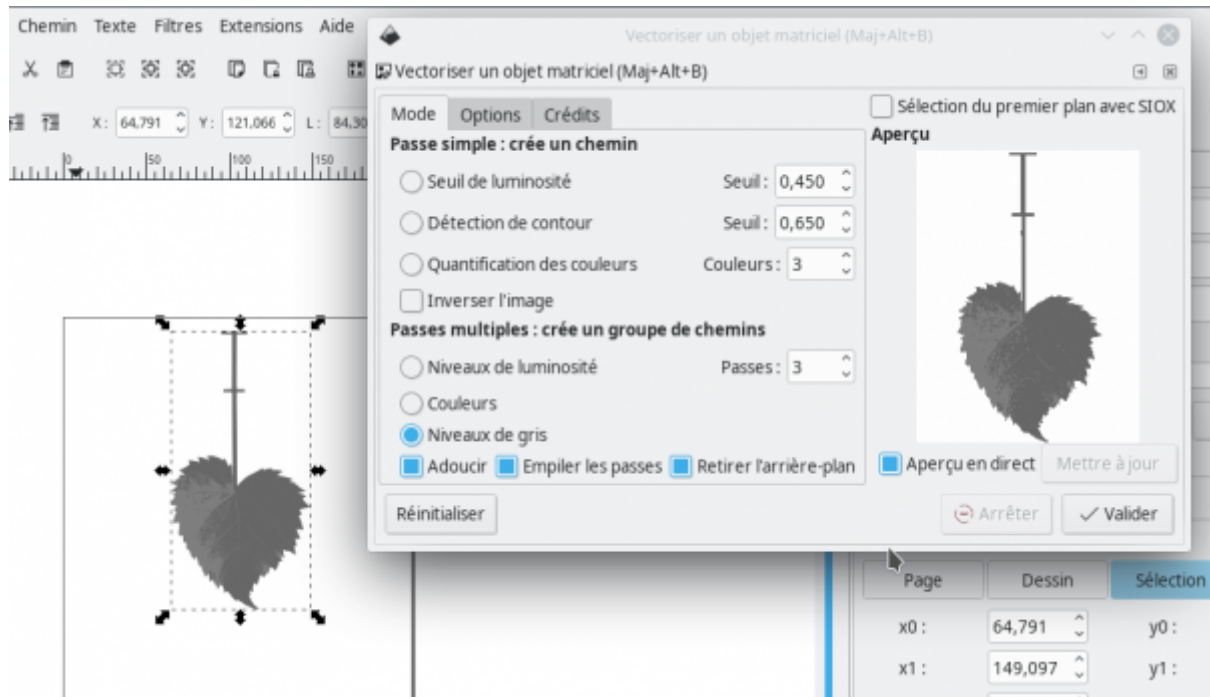 Chemin Texte Filtres Extensions Aide
Vectoriser un objet matriciel (Maj+Alt+B)
Vectoriser un objet matriciel (Maj+Alt+B)
X: 64,791 Y: 121,066 L: 84,30
0 50 100 150
Mode Options Crédits
Sélection du premier plan avec SIOX
Aperçu
Passe simple : crée un chemin
Seuil de luminosité Seuil : 0,450
Détection de contour Seuil : 0,650
Quantification des couleurs Couleurs : 3
Inverser l'image
Passes multiples : crée un groupe de chemins
Niveaux de luminosité Passes : 3
Couleurs
Niveaux de gris
Adoucir Empiler les passes Retirer l'arrière-plan
Aperçu en direct Mettre à jour
Réinitialiser Arrêter Valider
Page Dessin Sélection
x0 : 64,791 y0 :
x1 : 149,097 y1 :